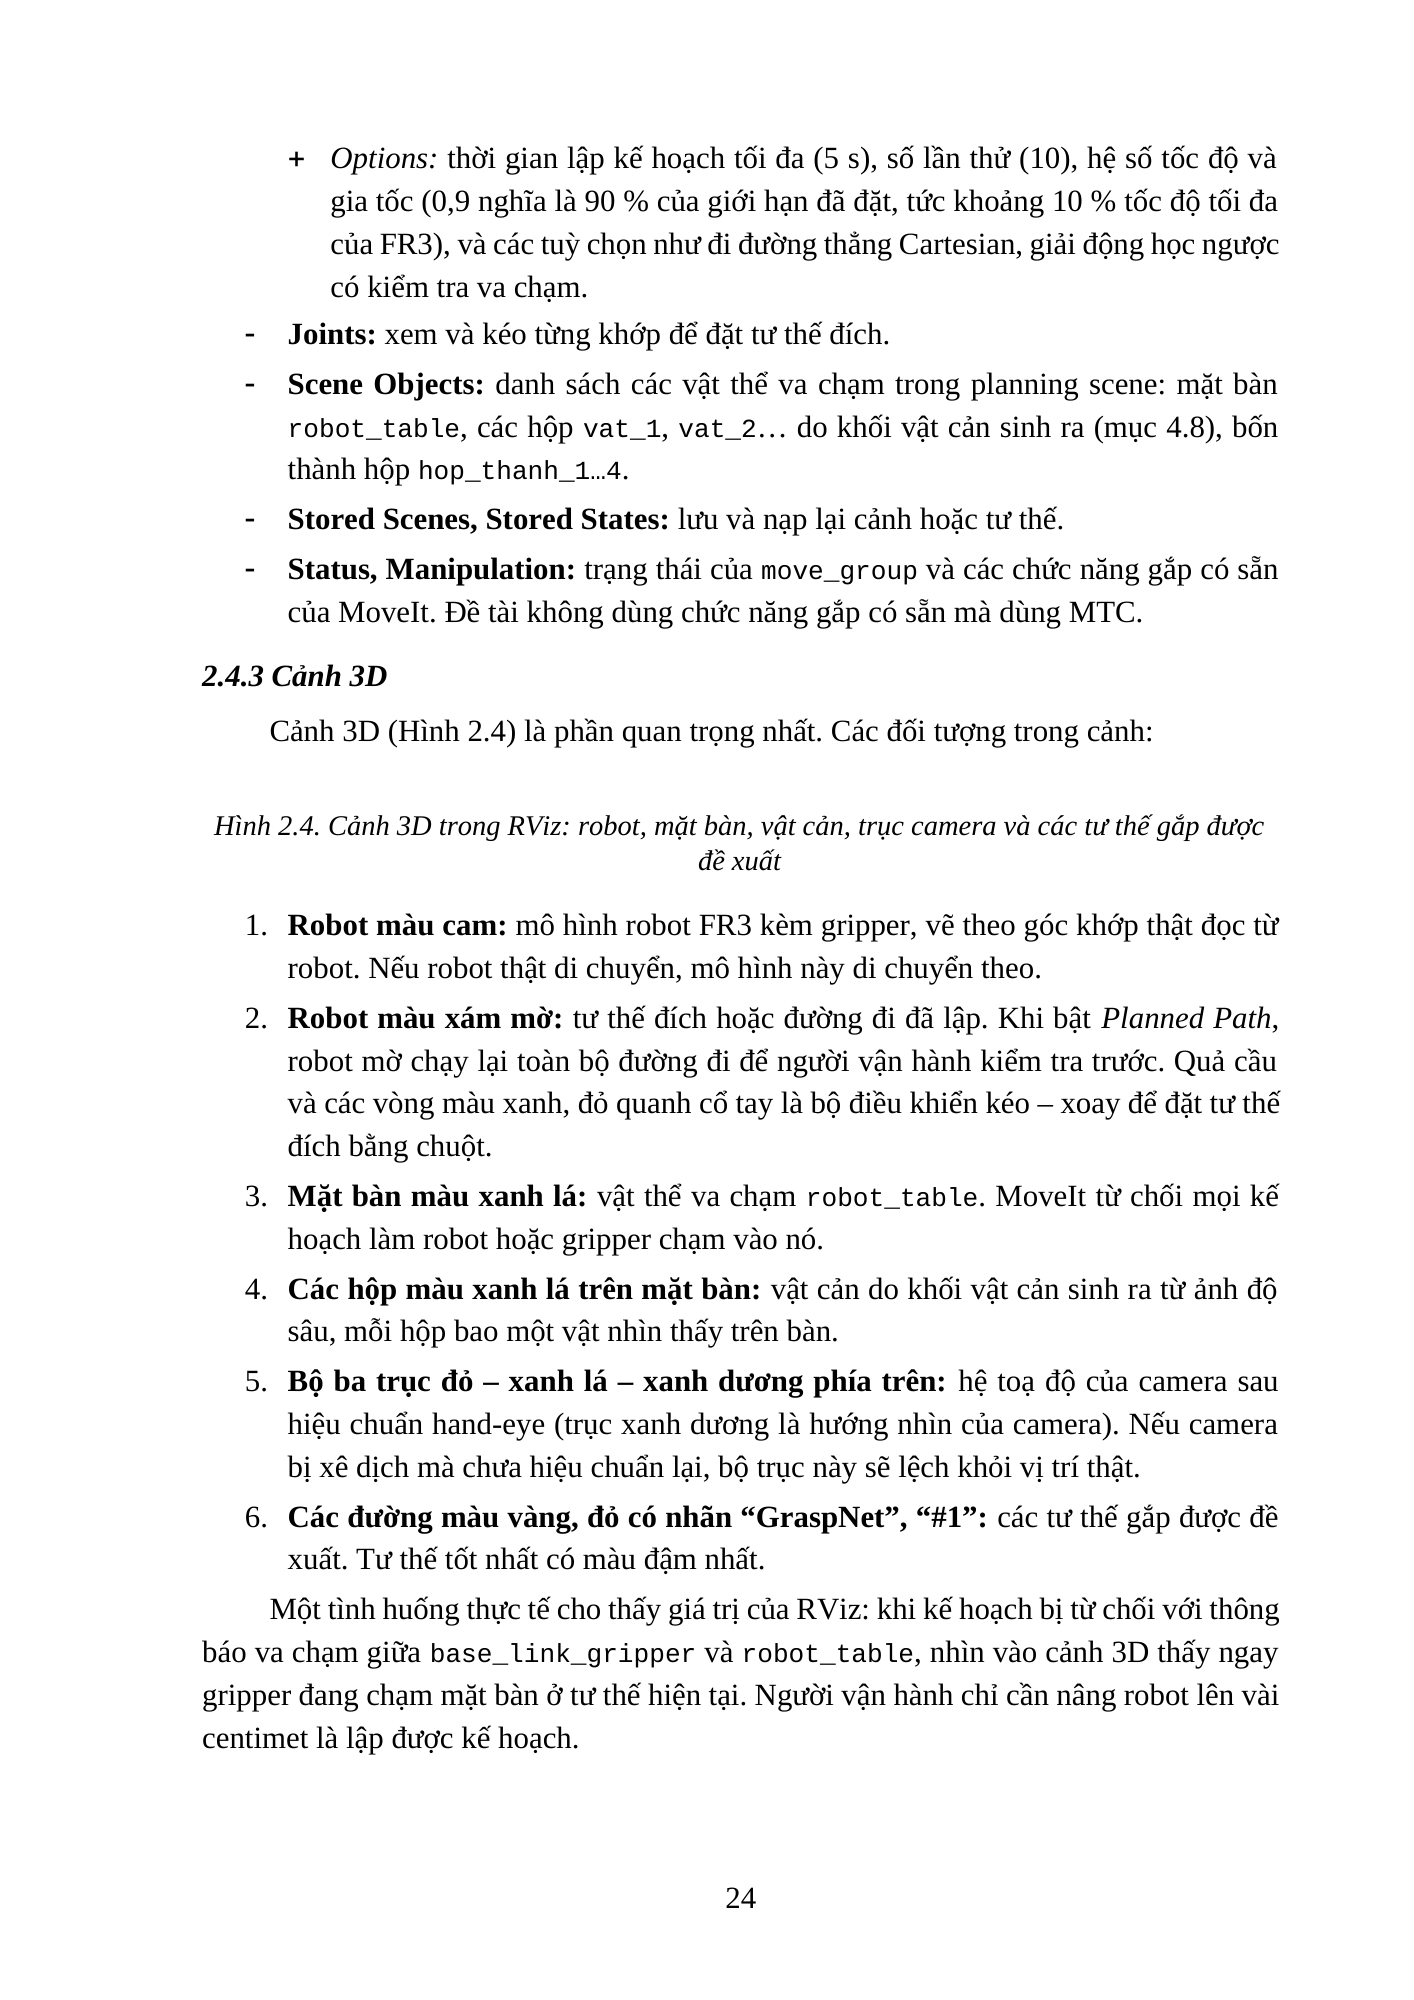 + Options: thời gian lập kế hoạch tối đa (5 s), số lần thử (10), hệ số tốc độ và
gia tốc (0,9 nghĩa là 90 % của giới hạn đã đặt, tức khoảng 10 % tốc độ tối đa
của FR3), và các tuỳ chọn như đi đường thẳng Cartesian, giải động học ngược
có kiểm tra va chạm.
- Joints: xem và kéo từng khớp để đặt tư thế đích.
- Scene Objects: danh sách các vật thể va chạm trong planning scene: mặt bàn
robot_table, các hộp vat_1, vat_2… do khối vật cản sinh ra (mục 4.8), bốn
thành hộp hop_thanh_1…4.
- Stored Scenes, Stored States: lưu và nạp lại cảnh hoặc tư thế.
- Status, Manipulation: trạng thái của move_group và các chức năng gắp có sẵn
của MoveIt. Đề tài không dùng chức năng gắp có sẵn mà dùng MTC.
2.4.3 Cảnh 3D
Cảnh 3D (Hình 2.4) là phần quan trọng nhất. Các đối tượng trong cảnh:
Hình 2.4. Cảnh 3D trong RViz: robot, mặt bàn, vật cản, trục camera và các tư thế gắp được
đề xuất
1. Robot màu cam: mô hình robot FR3 kèm gripper, vẽ theo góc khớp thật đọc từ
robot. Nếu robot thật di chuyển, mô hình này di chuyển theo.
2. Robot màu xám mờ: tư thế đích hoặc đường đi đã lập. Khi bật Planned Path,
robot mờ chạy lại toàn bộ đường đi để người vận hành kiểm tra trước. Quả cầu
và các vòng màu xanh, đỏ quanh cổ tay là bộ điều khiển kéo – xoay để đặt tư thế
đích bằng chuột.
3. Mặt bàn màu xanh lá: vật thể va chạm robot_table. MoveIt từ chối mọi kế
hoạch làm robot hoặc gripper chạm vào nó.
4. Các hộp màu xanh lá trên mặt bàn: vật cản do khối vật cản sinh ra từ ảnh độ
sâu, mỗi hộp bao một vật nhìn thấy trên bàn.
5. Bộ ba trục đỏ – xanh lá – xanh dương phía trên: hệ toạ độ của camera sau
hiệu chuẩn hand-eye (trục xanh dương là hướng nhìn của camera). Nếu camera
bị xê dịch mà chưa hiệu chuẩn lại, bộ trục này sẽ lệch khỏi vị trí thật.
6. Các đường màu vàng, đỏ có nhãn “GraspNet”, “#1”: các tư thế gắp được đề
xuất. Tư thế tốt nhất có màu đậm nhất.
Một tình huống thực tế cho thấy giá trị của RViz: khi kế hoạch bị từ chối với thông
báo va chạm giữa base_link_gripper và robot_table, nhìn vào cảnh 3D thấy ngay
gripper đang chạm mặt bàn ở tư thế hiện tại. Người vận hành chỉ cần nâng robot lên vài
centimet là lập được kế hoạch.
24